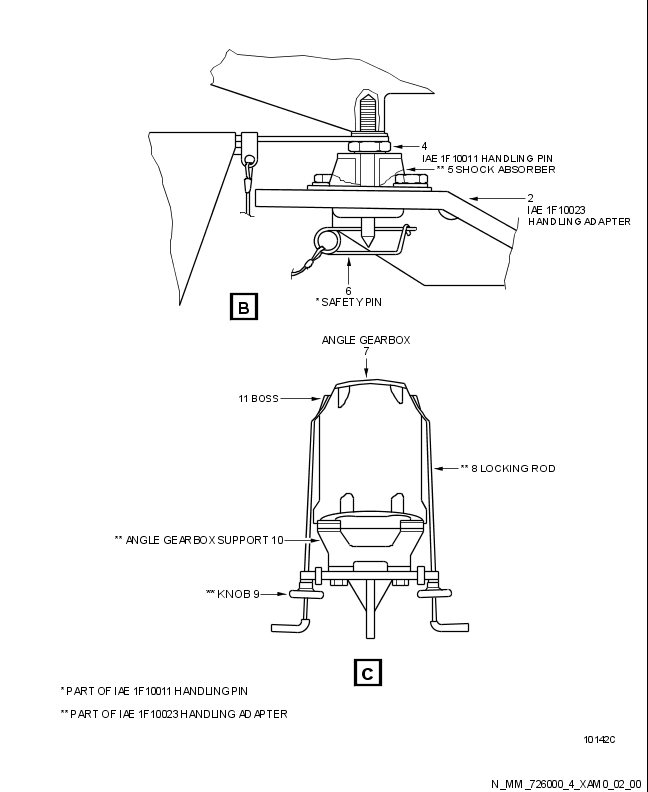 4
IAE 1F10011 HANDLING PIN
** 5 SHOCK ABSORBER
2
IAE 1F10023
HANDLING ADAPTER
6
* SAFETY PIN
B
ANGLE GEARBOX
7
11 BOSS
** 8 LOCKING ROD
** ANGLE GEARBOX SUPPORT 10
** KNOB 9
C
* PART OF IAE 1F10011 HANDLING PIN
** PART OF IAE 1F10023 HANDLING ADAPTER
10142C
N_MM_726000_4_XAM0_02_00